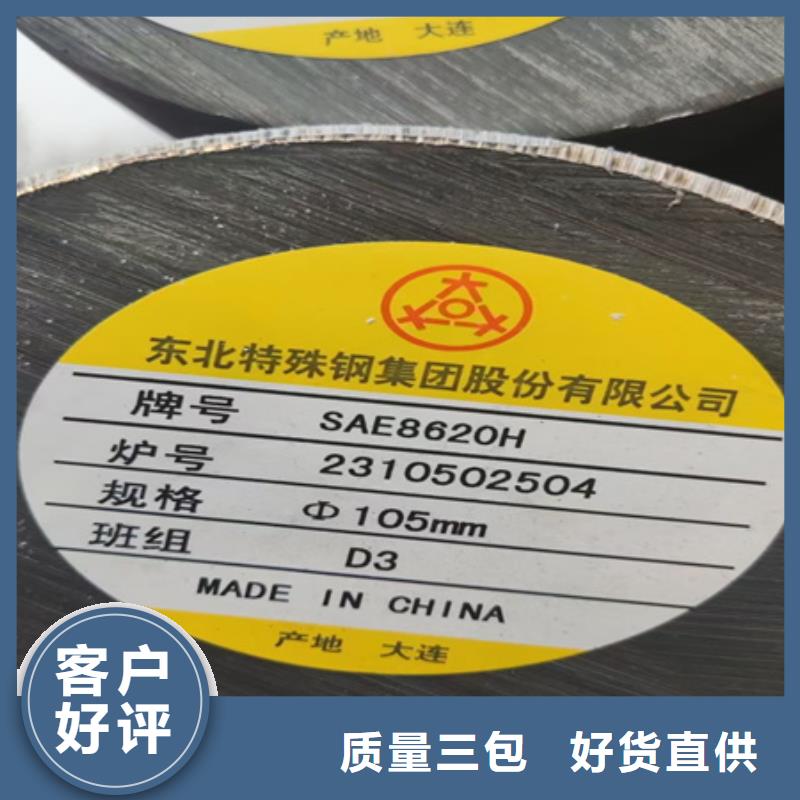 产地 大连
东北特殊钢集团股份有限公司
牌号 SAE8620H
炉号 2310502504
规格 Φ105mm
班组 D3
MADE IN CHINA
产地 大连
客户
好评
质量三包 好货直供